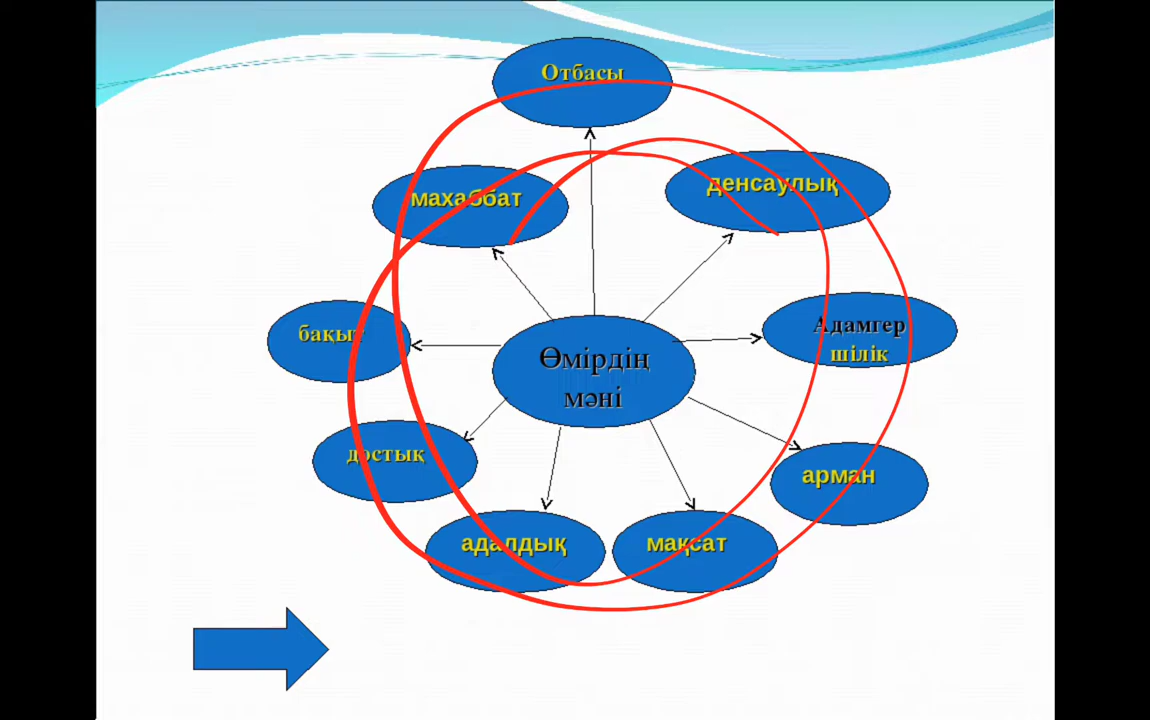 Отбасы
махаббат
денсаулық
бақыт
Адамгер
шілік
Өмірдің
мәні
достық
арман
адалдық
мақсат